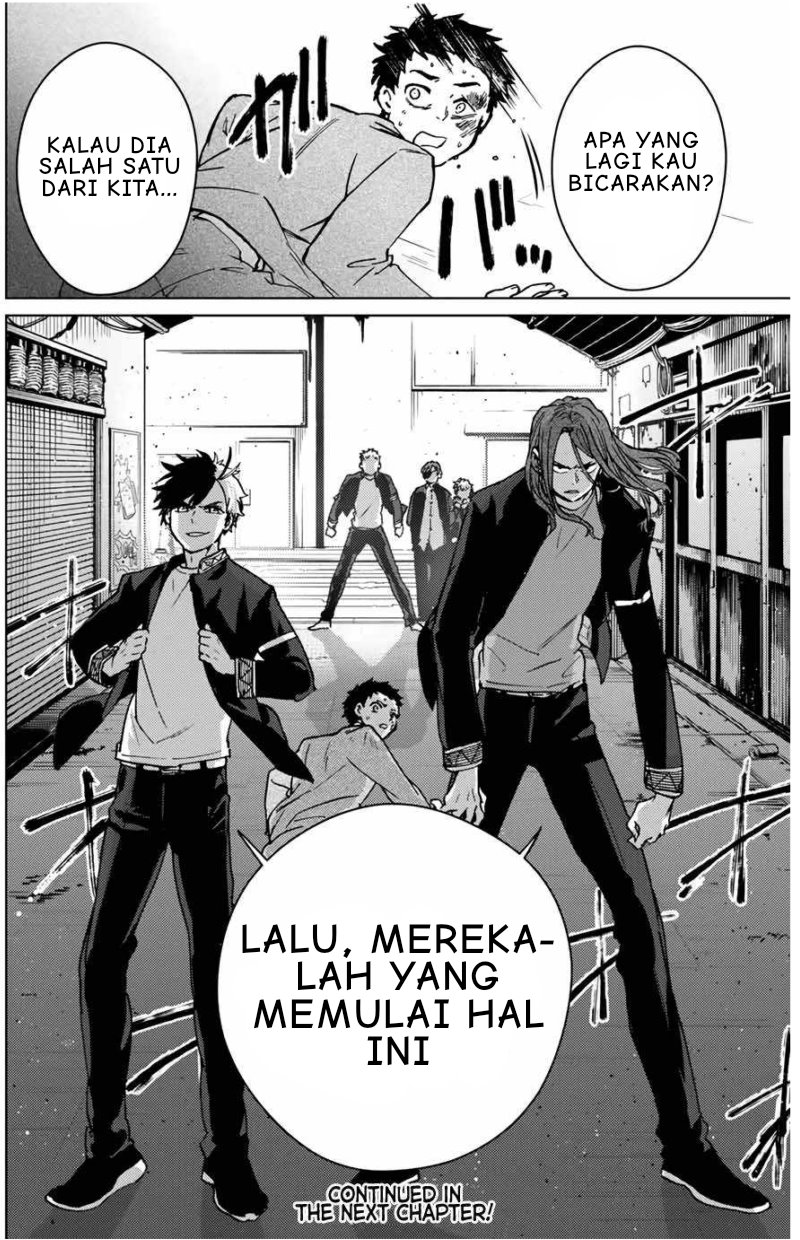 APA YANG
LAGI KAU
BICARAKAN?
KALAU DIA
SALAH SATU
DARI KITA...
LALU, MEREKA-
LAH YANG
MEMULAI HAL
INI
CONTINUED IN
THE NEXT CHAPTER!